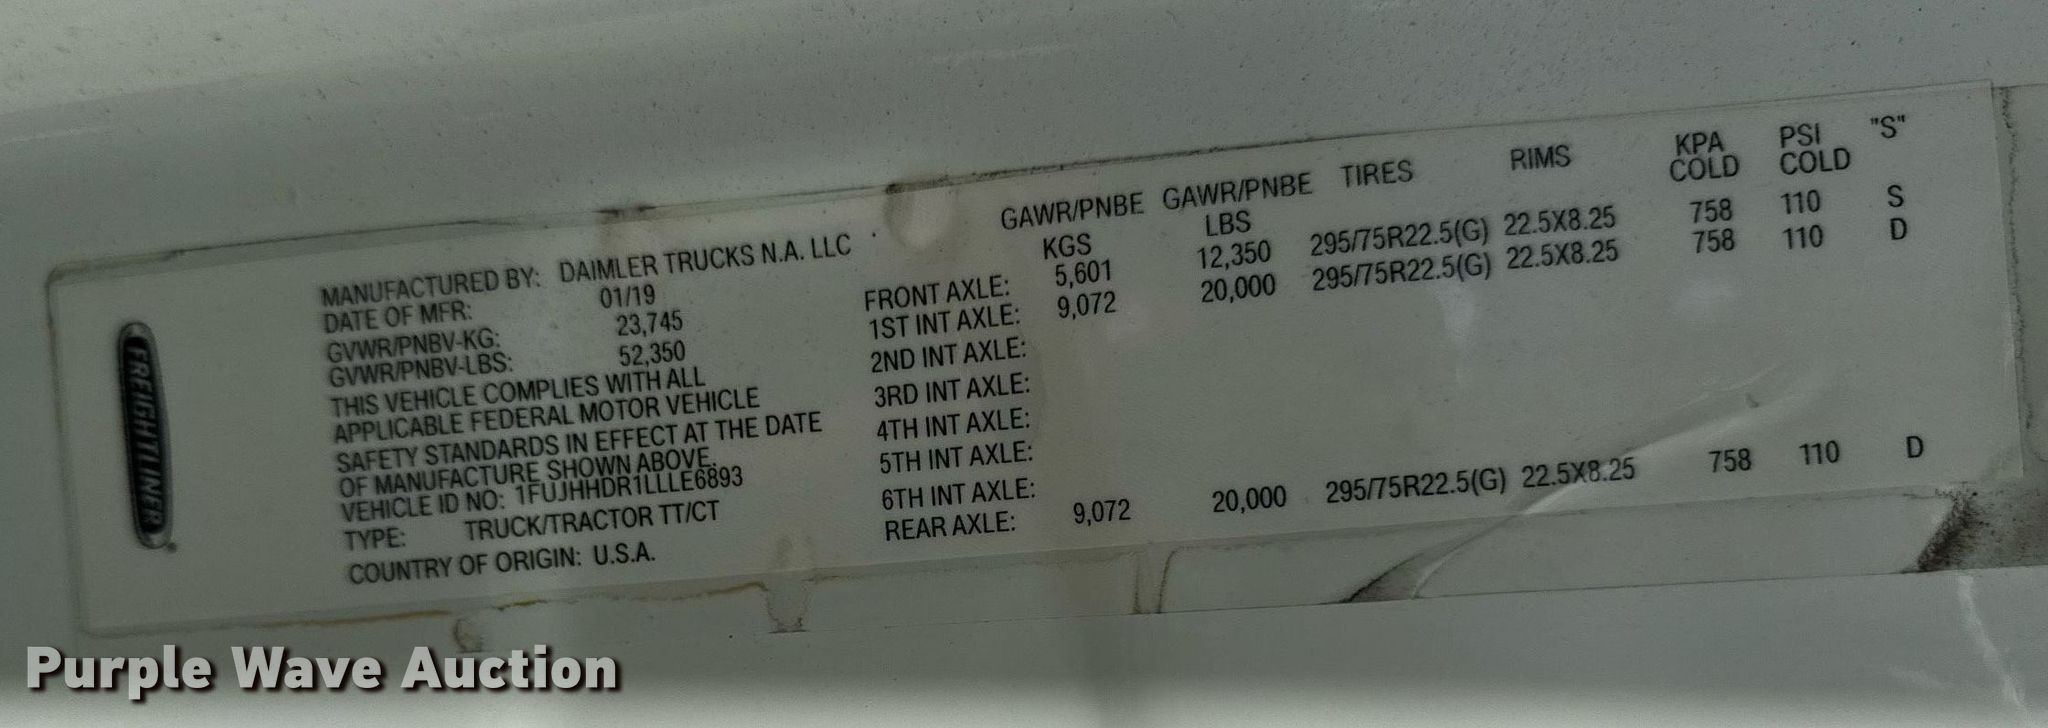 FREIGHTLINER
MANUFACTURED BY: DAIMLER TRUCKS N.A. LLC
DATE OF MFR: 01/19
GVWR/PNBV-KG: 23,745
GVWR/PNBV-LBS: 52,350
THIS VEHICLE COMPLIES WITH ALL
APPLICABLE FEDERAL MOTOR VEHICLE
SAFETY STANDARDS IN EFFECT AT THE DATE
OF MANUFACTURE SHOWN ABOVE.
VEHICLE ID NO: 1FUJHHDR1LLLE6893
TYPE: TRUCK/TRACTOR TT/CT
COUNTRY OF ORIGIN: U.S.A.
GAWR/PNBE KGS GAWR/PNBE LBS TIRES RIMS KPA COLD PSI COLD "S"
FRONT AXLE: 5,601 12,350 295/75R22.5(G) 22.5X8.25 758 110 S
1ST INT AXLE: 9,072 20,000 295/75R22.5(G) 22.5X8.25 758 110 D
2ND INT AXLE:
3RD INT AXLE:
4TH INT AXLE:
5TH INT AXLE:
6TH INT AXLE:
REAR AXLE: 9,072 20,000 295/75R22.5(G) 22.5X8.25 758 110 D
Purple Wave Auction